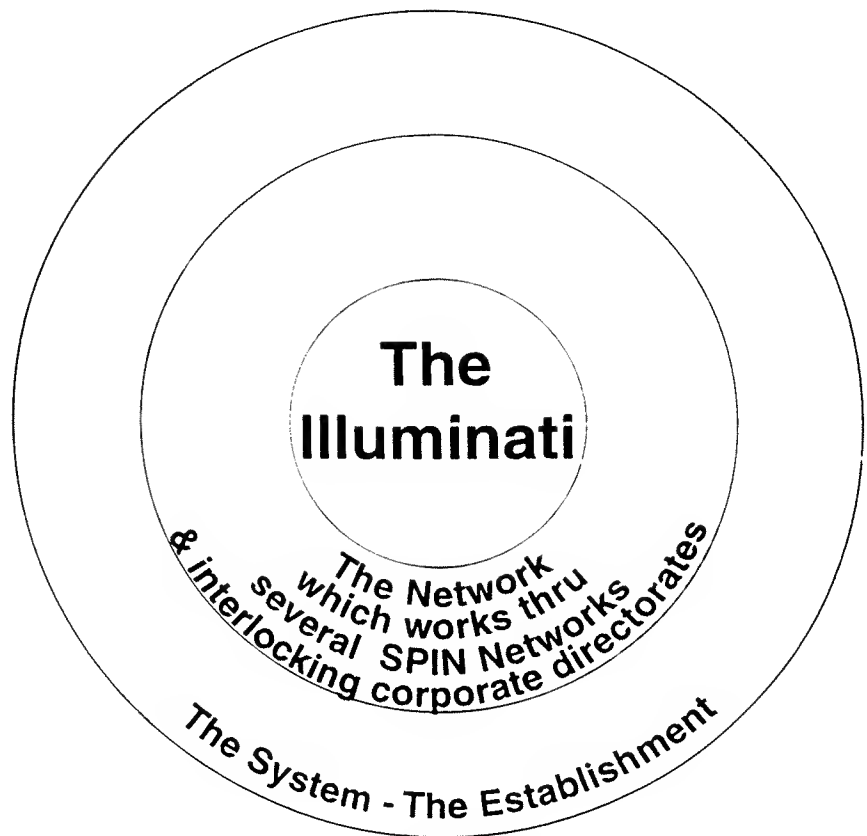 The
Illuminati
The Network
which works thru
several SPIN Networks
& interlocking corporate directorates
The System - The Establishment